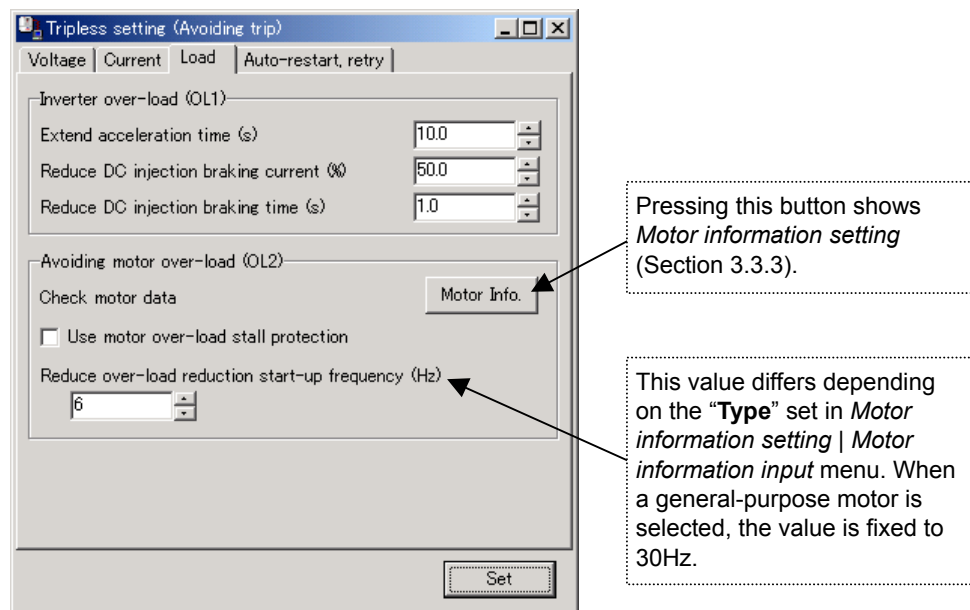 Tripless setting (Avoiding trip)
Voltage Current Load Auto-restart, retry
Inverter over-load (OL1)
Extend acceleration time (s) 10.0
Reduce DC injection braking current (%) 50.0
Reduce DC injection braking time (s) 1.0
Avoiding motor over-load (OL2)
Check motor data Motor Info.
Use motor over-load stall protection
Reduce over-load reduction start-up frequency (Hz)
6
Set
Pressing this button shows
Motor information setting
(Section 3.3.3).
This value differs depending
on the “Type” set in Motor
information setting | Motor
information input menu. When
a general-purpose motor is
selected, the value is fixed to
30Hz.